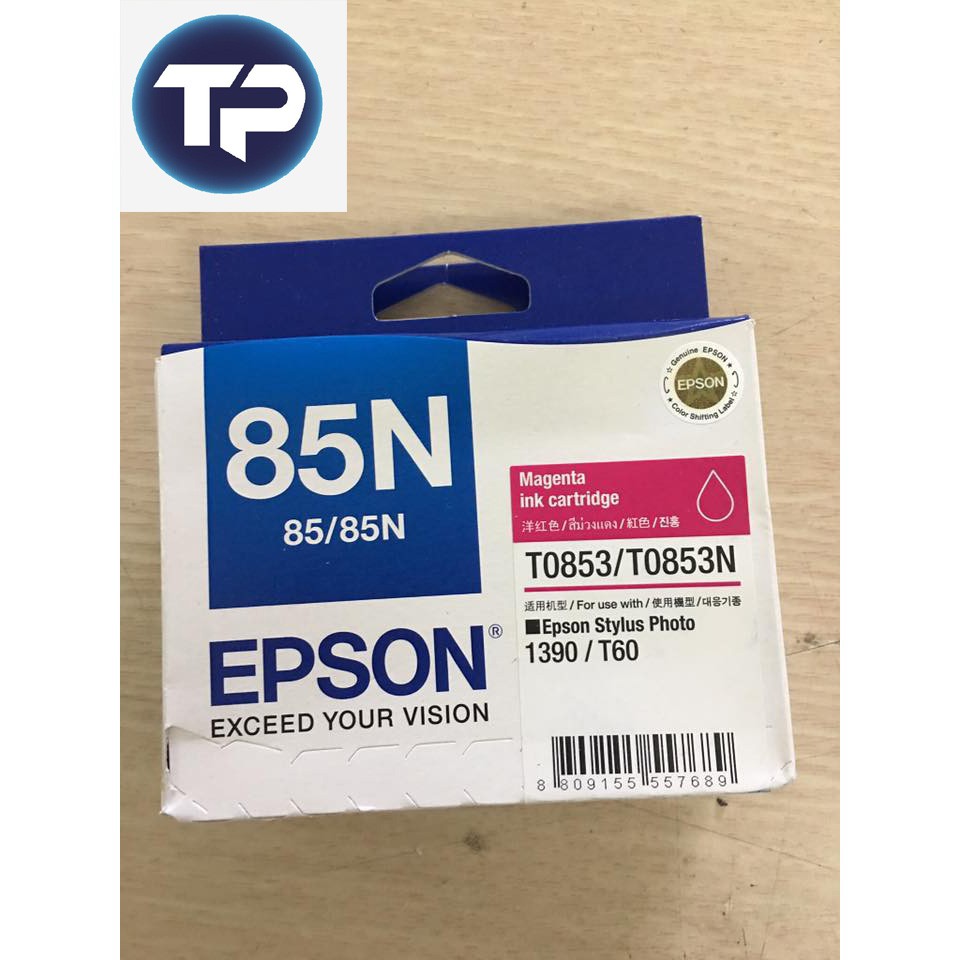 TP
85N
85/85N
EPSON®
EXCEED YOUR VISION
☆ Genuine EPSON ★
EPSON
★ Color Shifting Label ☆
Magenta
ink cartridge
洋红色/สีม่วงแดง/紅色/진홍
T0853/T0853N
适用机型/For use with/使用機型/대응기종
■Epson Stylus Photo
1390 / T60
8 809155 557689